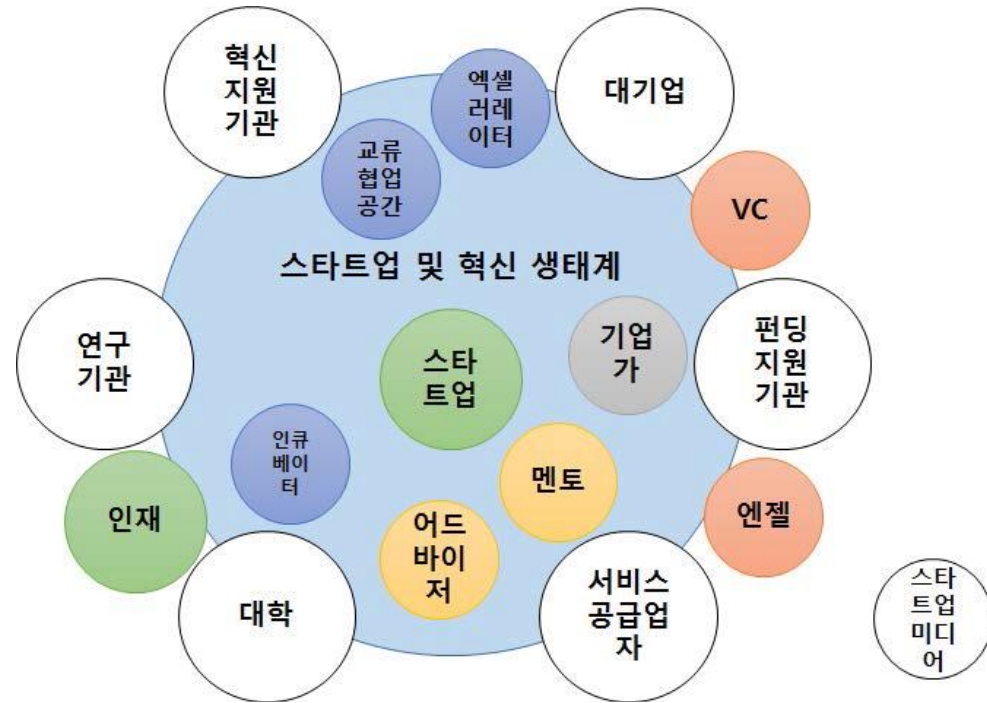 혁신
지원
기관
엑셀
러레
이터
대기업
교류
협업
공간
VC
스타트업 및 혁신 생태계
연구
기관
스타
트업
기업
가
펀딩
지원
기관
인큐
베이
터
멘토
인재
엔젤
어드
바이
저
대학
서비스
공급업
자
스타
트업
미디
어